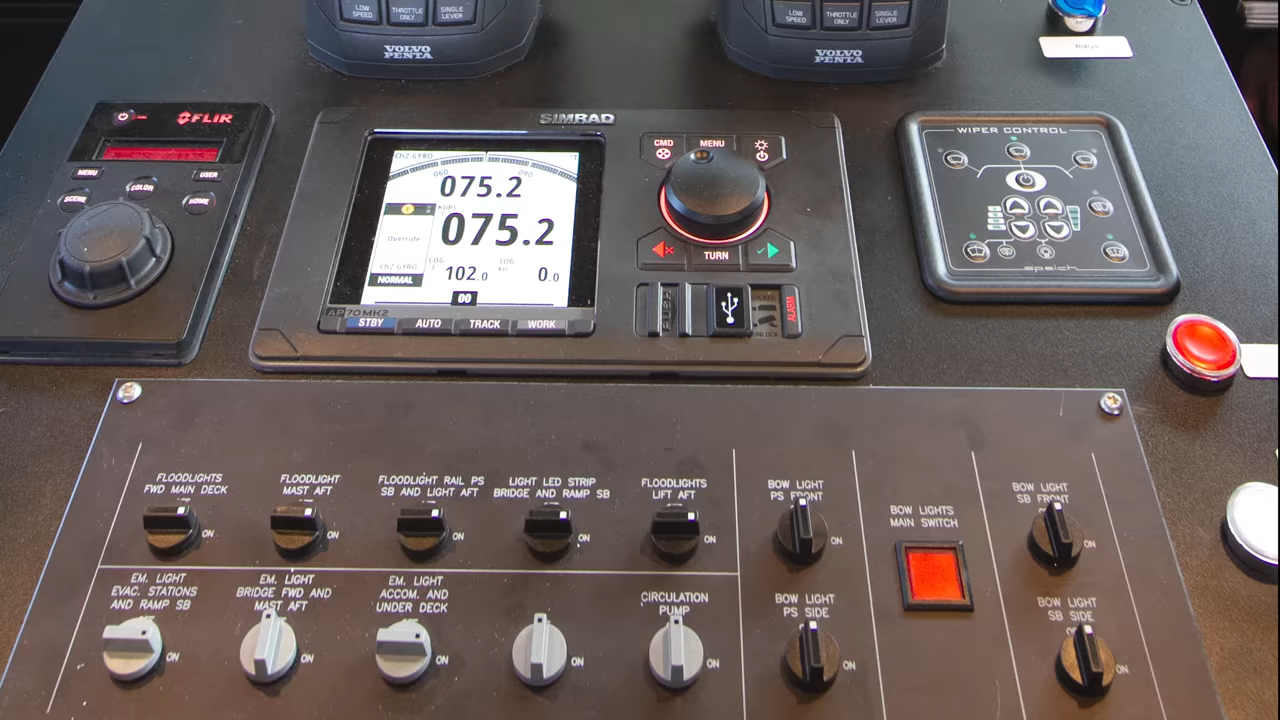 LOW SPEED
THROTTLE ONLY
SINGLE LEVER
VOLVO PENTA
LOW SPEED
THROTTLE ONLY
SINGLE LEVER
VOLVO PENTA
FLIR
MENU
USER
SCENE
COLOR
HOME
SIMRAD
Ch2 GYRO
060
090
075.2
075.2
Override
Ch2 GYRO
NORMAL
102.0
SOG
kn
0.0
00
AP70 MK2
STBY
AUTO
TRACK
WORK
CMD
MENU
TURN
PUSH
ALARM
WIPER CONTROL
speich
FLOODLIGHTS
FWD MAIN DECK
ON
FLOODLIGHT
MAST AFT
ON
FLOODLIGHT RAIL PS
SB AND LIGHT AFT
ON
LIGHT LED STRIP
BRIDGE AND RAMP SB
ON
FLOODLIGHTS
LIFT AFT
ON
BOW LIGHT
PS FRONT
ON
BOW LIGHTS
MAIN SWITCH
BOW LIGHT
SB FRONT
ON
EM. LIGHT
EVAC. STATIONS
AND RAMP SB
ON
EM. LIGHT
BRIDGE FWD AND
MAST AFT
ON
EM. LIGHT
ACCOM. AND
UNDER DECK
ON
ON
CIRCULATION
PUMP
ON
BOW LIGHT
PS SIDE
ON
BOW LIGHT
SB SIDE
ON